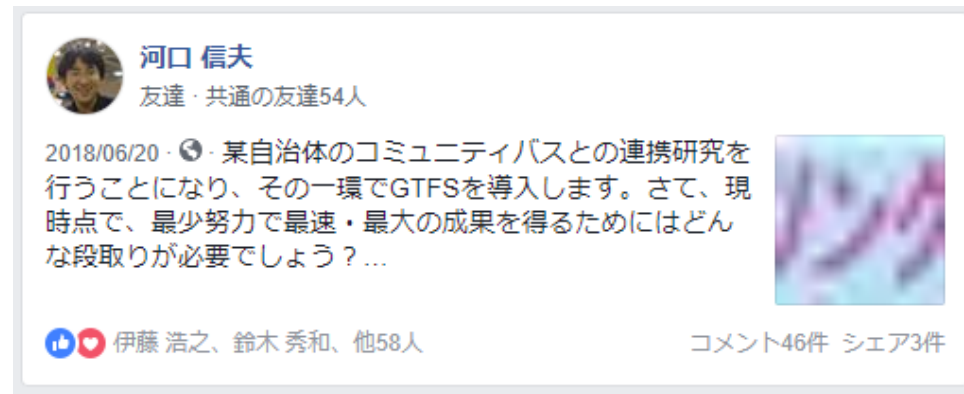 河口 信夫
友達 · 共通の友達54人
2018/06/20 · · 某自治体のコミュニティバスとの連携研究を
行うことになり、その一環でGTFSを導入します。さて、現
時点で、最少努力で最速・最大の成果を得るためにはどん
な段取りが必要でしょう？...
伊藤 浩之、鈴木 秀和、他58人
コメント46件 シェア3件